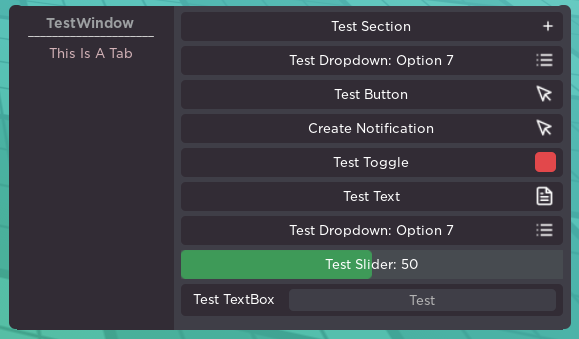 TestWindow
This Is A Tab
Test Section +
Test Dropdown: Option 7
Test Button
Create Notification
Test Toggle
Test Text
Test Dropdown: Option 7
Test Slider: 50
Test TextBox Test